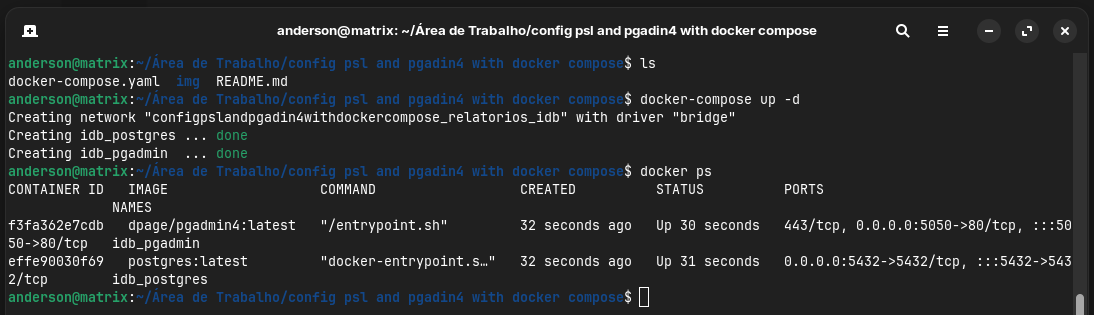 anderson@matrix: ~/Área de Trabalho/config psl and pgadin4 with docker compose
anderson@matrix:~/Área de Trabalho/config psl and pgadin4 with docker compose$ ls
docker-compose.yaml  img  README.md
anderson@matrix:~/Área de Trabalho/config psl and pgadin4 with docker compose$ docker-compose up -d
Creating network "configpslandpgadin4withdockercompose_relatorios_idb" with driver "bridge"
Creating idb_postgres ... done
Creating idb_pgadmin  ... done
anderson@matrix:~/Área de Trabalho/config psl and pgadin4 with docker compose$ docker ps
CONTAINER ID   IMAGE                   COMMAND                  CREATED          STATUS          PORTS
             NAMES
f3fa362e7cdb   dpage/pgadmin4:latest   "/entrypoint.sh"         32 seconds ago   Up 30 seconds   443/tcp, 0.0.0.0:5050->80/tcp, :::50
50->80/tcp   idb_pgadmin
effe90030f69   postgres:latest         "docker-entrypoint.s…"   32 seconds ago   Up 31 seconds   0.0.0.0:5432->5432/tcp, :::5432->543
2/tcp        idb_postgres
anderson@matrix:~/Área de Trabalho/config psl and pgadin4 with docker compose$